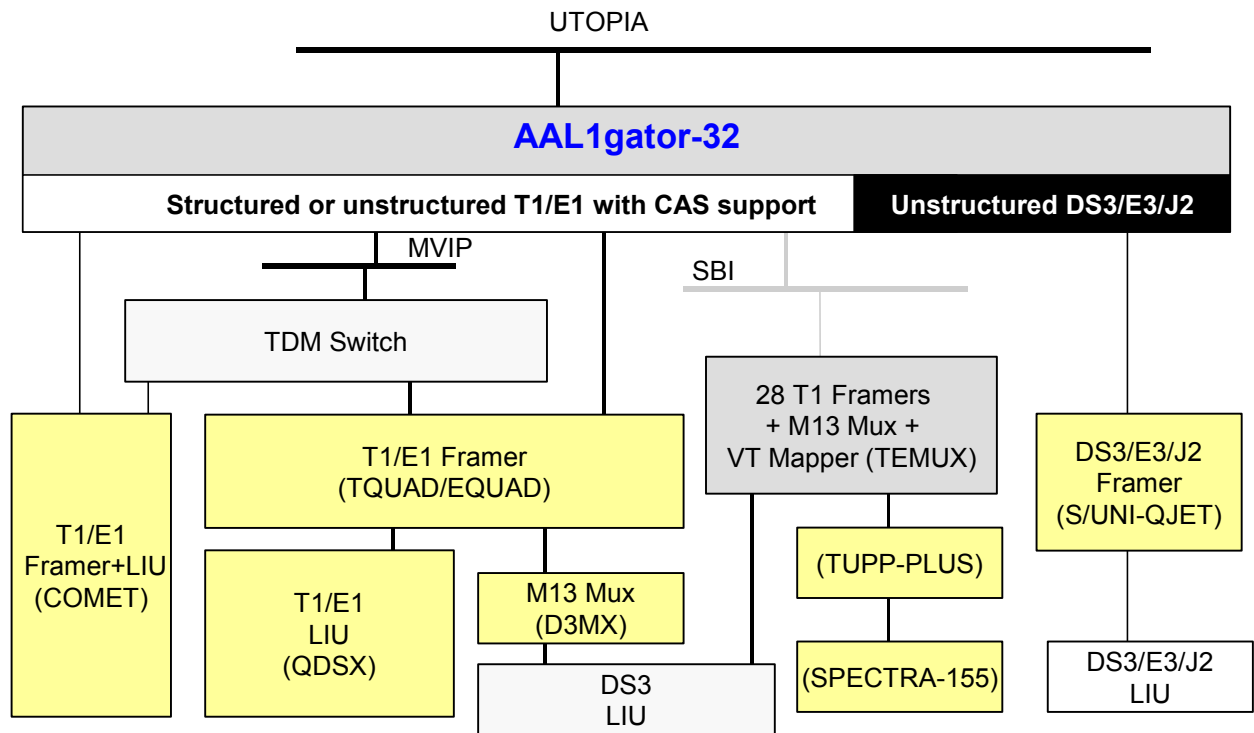 UTOPIA
AAL1gator-32
Structured or unstructured T1/E1 with CAS support
Unstructured DS3/E3/J2
MVIP
SBI
TDM Switch
28 T1 Framers
+ M13 Mux +
VT Mapper (TEMUX)
T1/E1 Framer
(TQUAD/EQUAD)
DS3/E3/J2
Framer
(S/UNI-QJET)
T1/E1
Framer+LIU
(COMET)
T1/E1
LIU
(QDSX)
M13 Mux
(D3MX)
(TUPP-PLUS)
DS3
LIU
(SPECTRA-155)
DS3/E3/J2
LIU